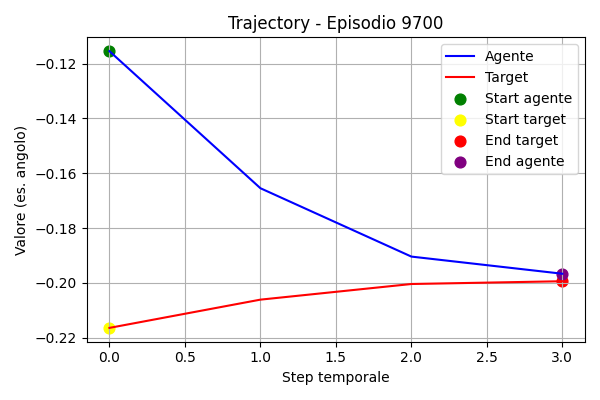 Trajectory - Episodio 9700
Agente
Target
Start agente
Start target
End target
End agente
Valore (es. angolo)
−0.12
−0.14
−0.16
−0.18
−0.20
−0.22
0.0 0.5 1.0 1.5 2.0 2.5 3.0
Step temporale